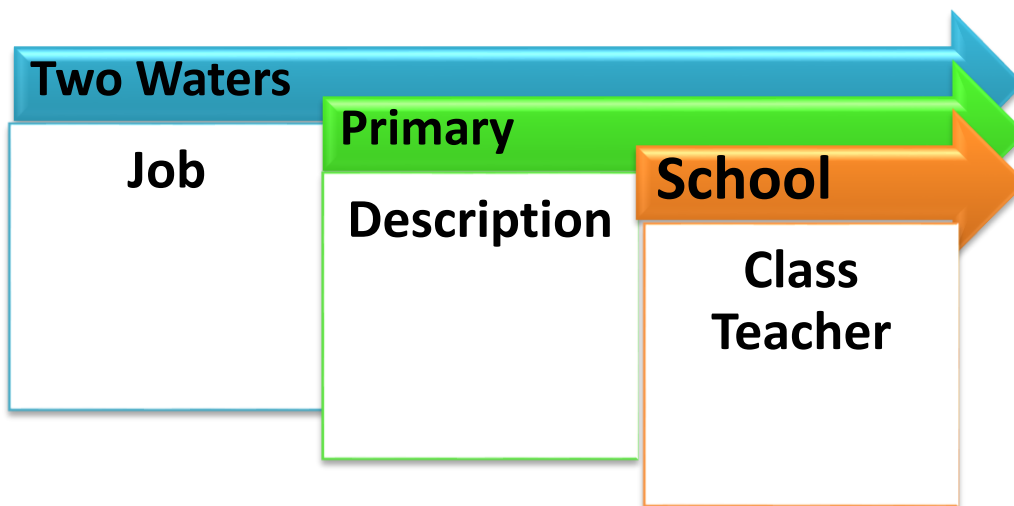 Two Waters
Primary
School
Job
Description
Class
Teacher